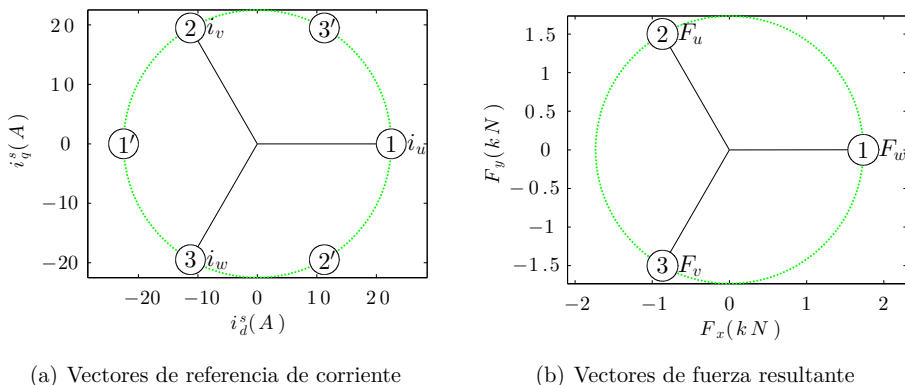 20
10
0
−10
−20
−20 −10 0 10 20
i_q^s(A)
i_d^s(A)
2 i_v
3′
1′
1 i_u
3 i_w
2′
(a) Vectores de referencia de corriente
1.5
1
0.5
0
−0.5
−1
−1.5
−2 −1 0 1 2
F_y(kN)
F_x(kN)
2 F_u
1 F_w
3 F_v
(b) Vectores de fuerza resultante